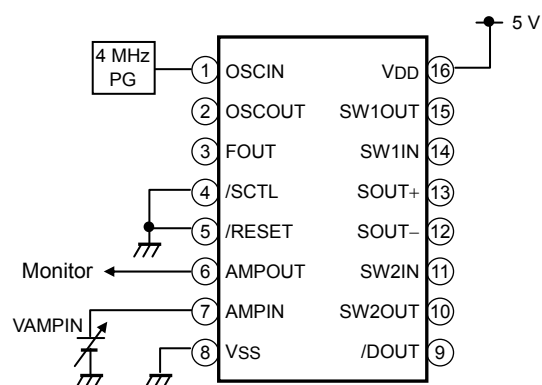 5 V
4 MHz
PG
1 OSCIN
VDD 16
2 OSCOUT
SW1OUT 15
3 FOUT
SW1IN 14
4 /SCTL
SOUT+ 13
5 /RESET
SOUT− 12
Monitor
6 AMPOUT
SW2IN 11
7 AMPIN
SW2OUT 10
VAMPIN
8 VSS
/DOUT 9